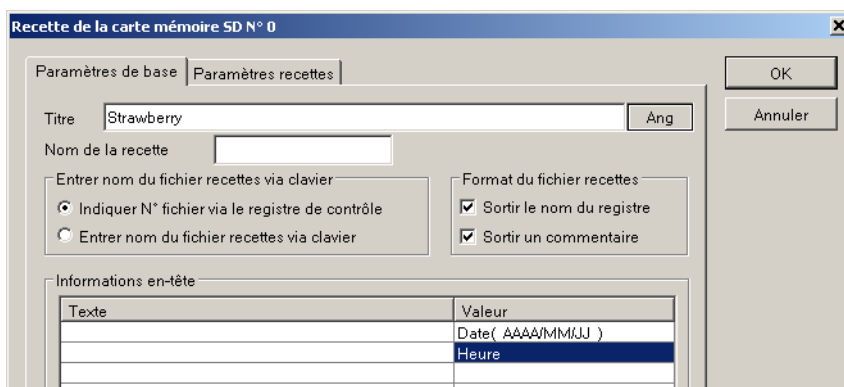 Recette de la carte mémoire SD N° 0
Paramètres de base Paramètres recettes
OK
Titre Strawberry Ang
Annuler
Nom de la recette
Entrer nom du fichier recettes via clavier
Indiquer N° fichier via le registre de contrôle
Entrer nom du fichier recettes via clavier
Format du fichier recettes
Sortir le nom du registre
Sortir un commentaire
Informations en-tête
Texte Valeur
Date( AAAA/MM/JJ )
Heure